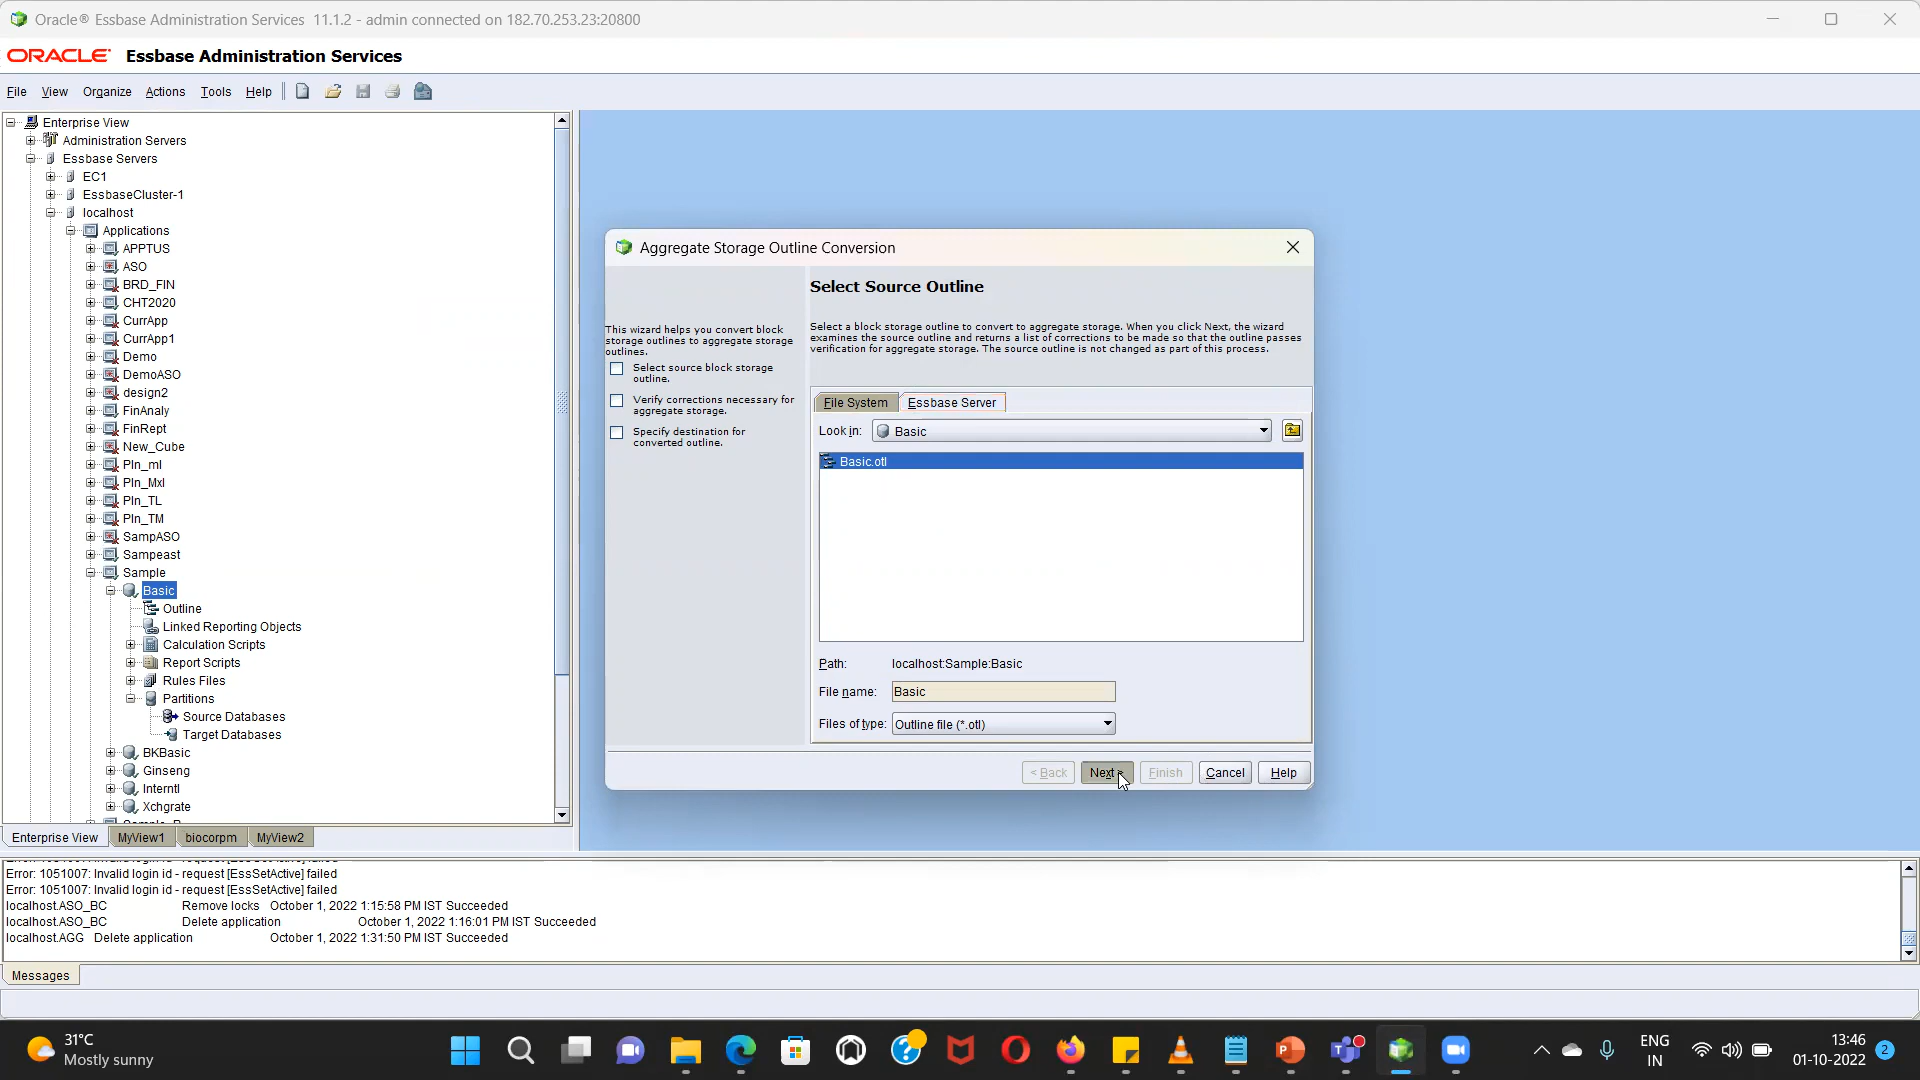 Oracle® Essbase Administration Services 11.1.2 - admin connected on 182.70.253.23:20800
ORACLE Essbase Administration Services
File View Organize Actions Tools Help
Enterprise View
Administration Servers
Essbase Servers
EC1
EssbaseCluster-1
localhost
Applications
APPTUS
ASO
BRD_FIN
CHT2020
CurrApp
CurrApp1
Demo
DemoASO
design2
FinAnaly
FinRept
New_Cube
Pln_ml
Pln_Mxl
Pln_TL
Pln_TM
SampASO
Sampeast
Sample
Basic
Outline
Linked Reporting Objects
Calculation Scripts
Report Scripts
Rules Files
Partitions
Source Databases
Target Databases
BKBasic
Ginseng
Interntl
Xchgrate
Enterprise View MyView1 biocorpm MyView2
Aggregate Storage Outline Conversion
This wizard helps you convert block
storage outlines to aggregate storage
outlines.
Select source block storage
outline.
Verify corrections necessary for
aggregate storage.
Specify destination for
converted outline.
Select Source Outline
Select a block storage outline to convert to aggregate storage. When you click Next, the wizard
examines the source outline and returns a list of corrections to be made so that the outline passes
verification for aggregate storage. The source outline is not changed as part of this process.
File System Essbase Server
Look in: Basic
Basic.otl
Path: localhost:Sample:Basic
File name: Basic
Files of type: Outline file (*.otl)
< Back Next > Finish Cancel Help
Error: 1051007: Invalid login id - request [EssSetActive] failed
Error: 1051007: Invalid login id - request [EssSetActive] failed
localhost.ASO_BC Remove locks October 1, 2022 1:15:58 PM IST Succeeded
localhost.ASO_BC Delete application October 1, 2022 1:16:01 PM IST Succeeded
localhost.AGG Delete application October 1, 2022 1:31:50 PM IST Succeeded
Messages
31°C
Mostly sunny
ENG
IN
13:46
01-10-2022
2